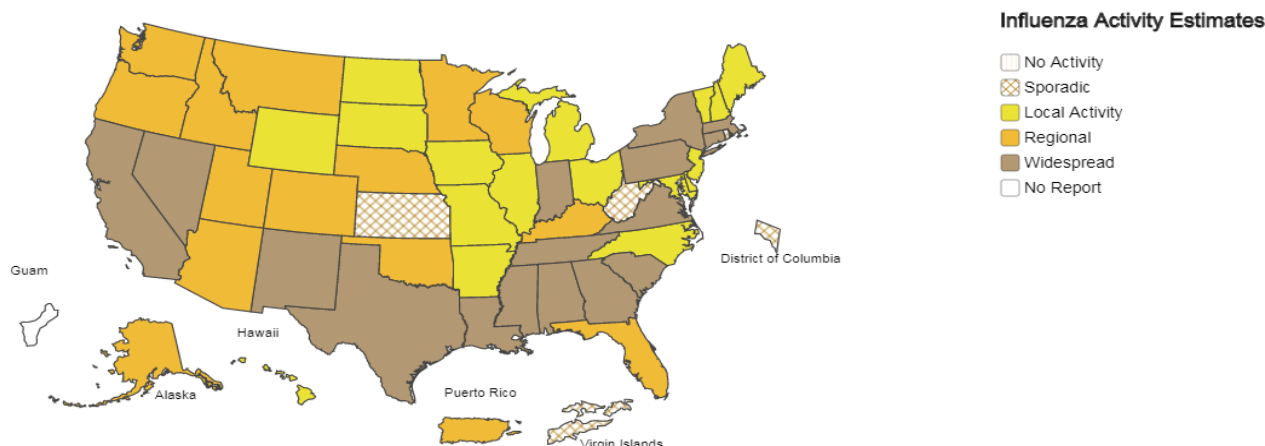 Influenza Activity Estimates
No Activity
Sporadic
Local Activity
Regional
Widespread
No Report
District of Columbia
Guam
Hawaii
Alaska
Puerto Rico
Virgin Islands